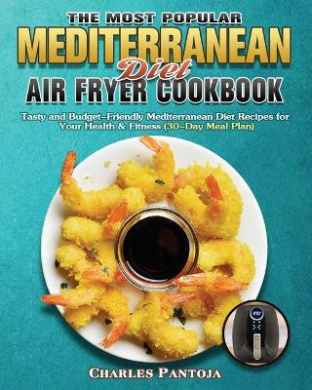 THE MOST POPULAR
MEDITERRANEAN
Diet
AIR FRYER COOKBOOK
Tasty and Budget-Friendly Mediterranean Diet Recipes for
Your Health & Fitness (30-Day Meal Plan)
CHARLES PANTOJA